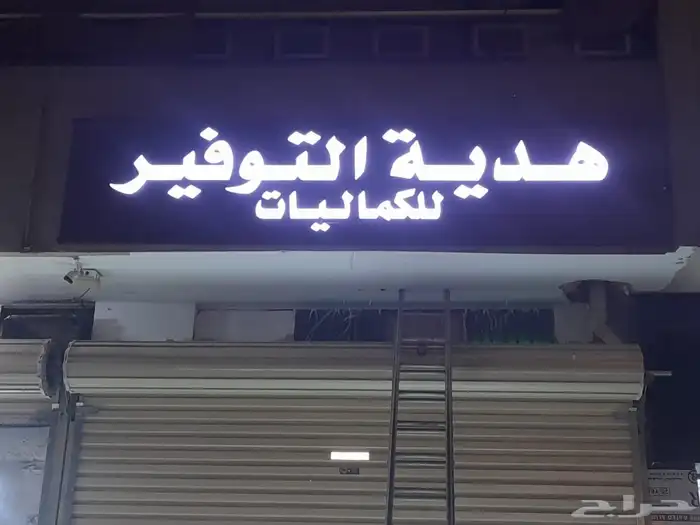 هدية التوفير
للكماليات
حراج